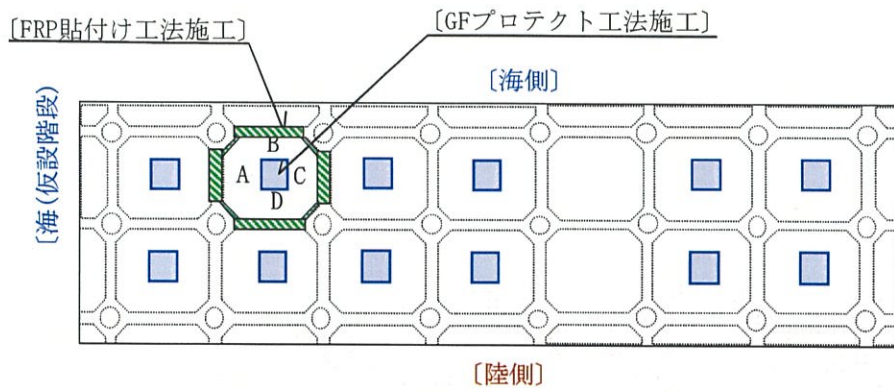 〔FRP貼付け工法施工〕
〔GFプロテクト工法施工〕
〔海側〕
〔海(仮設階段)
B
A
C
D
〔陸側〕